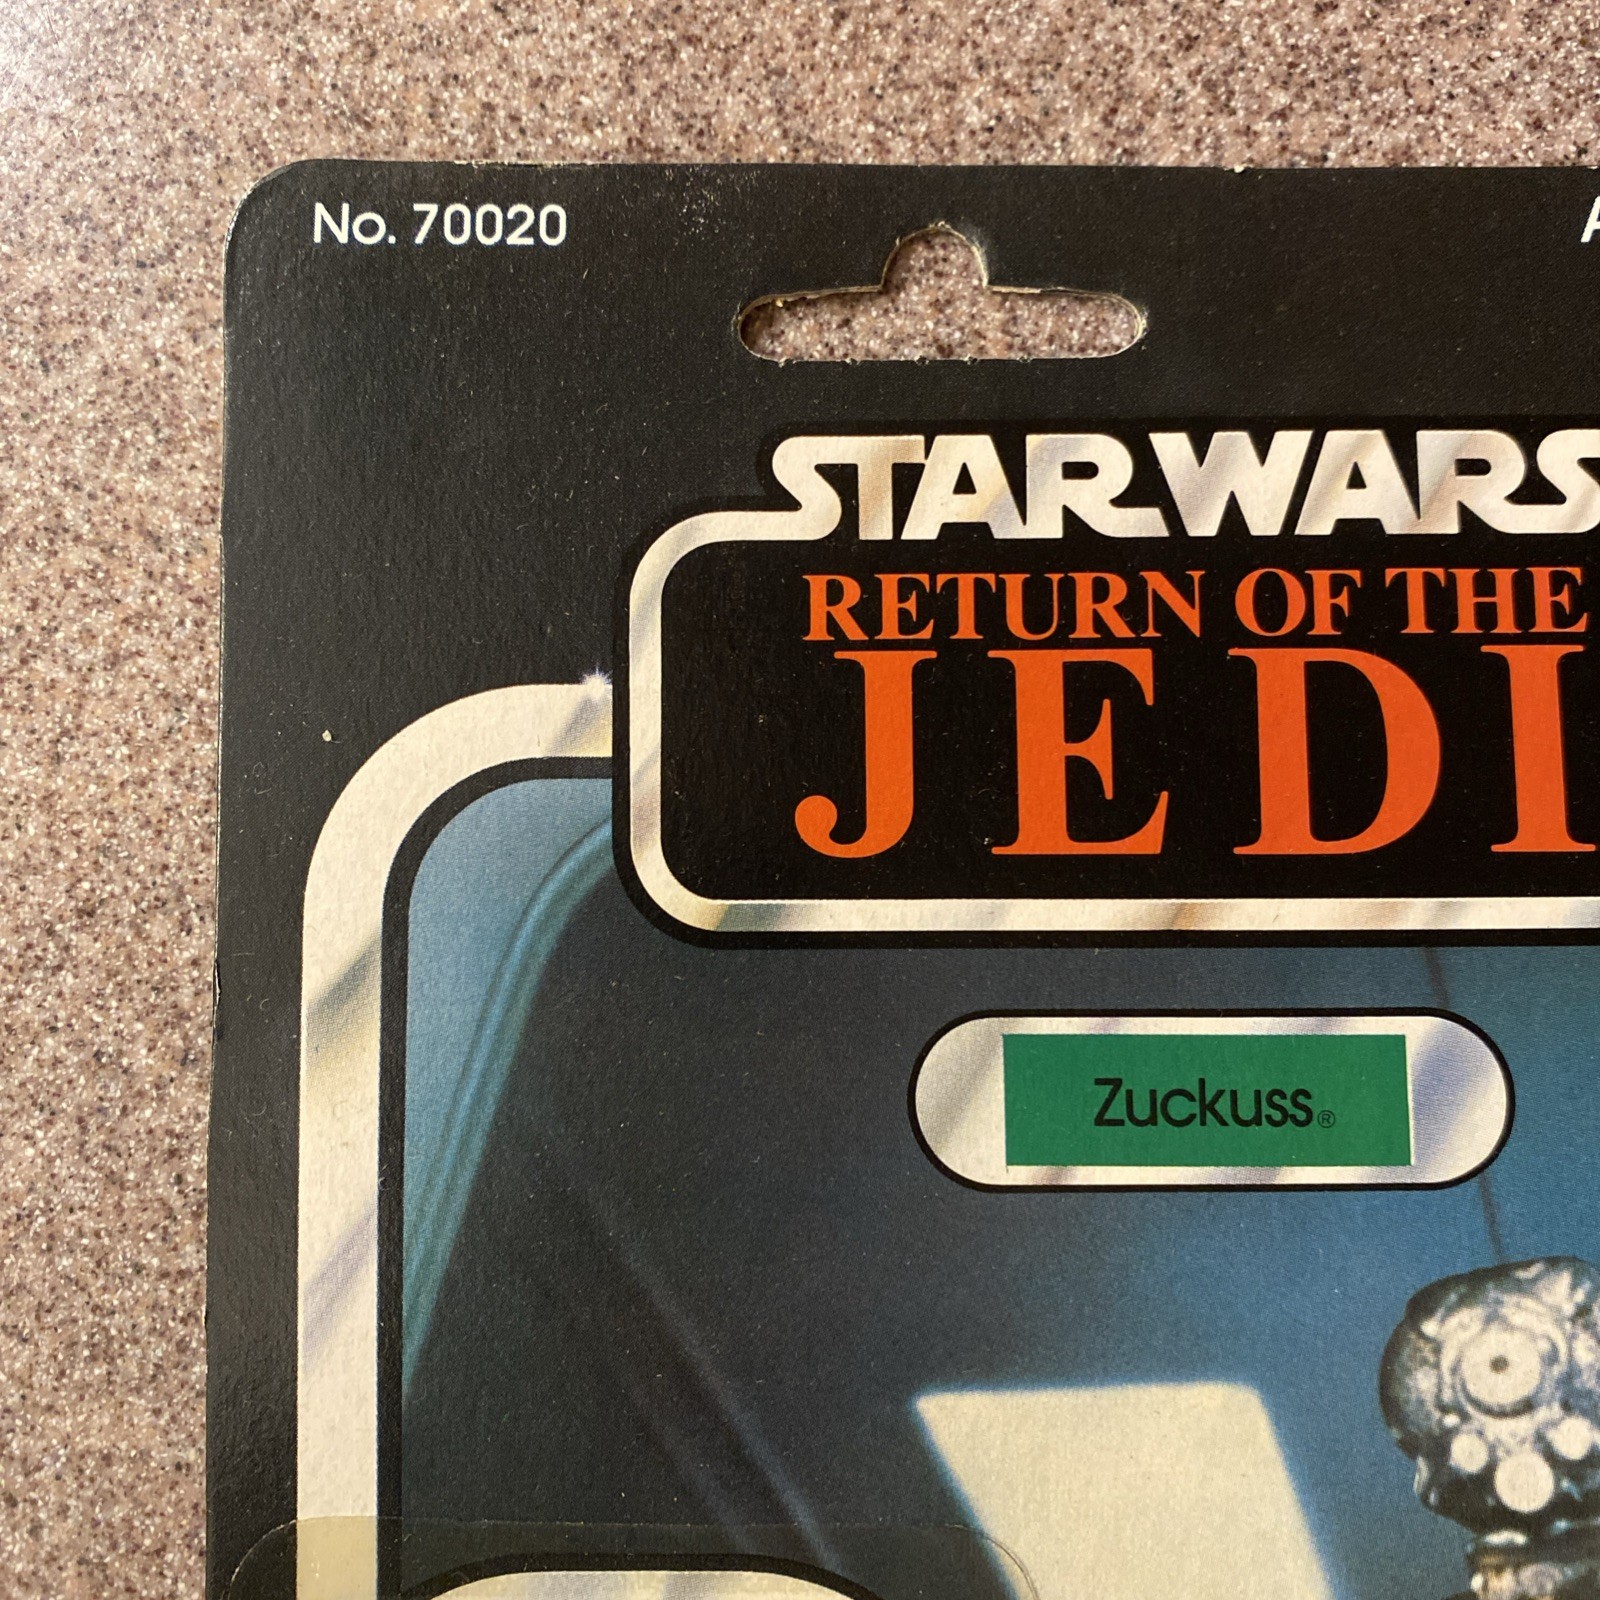 No. 70020
STAR WARS
RETURN OF THE
JEDI
Zuckuss®